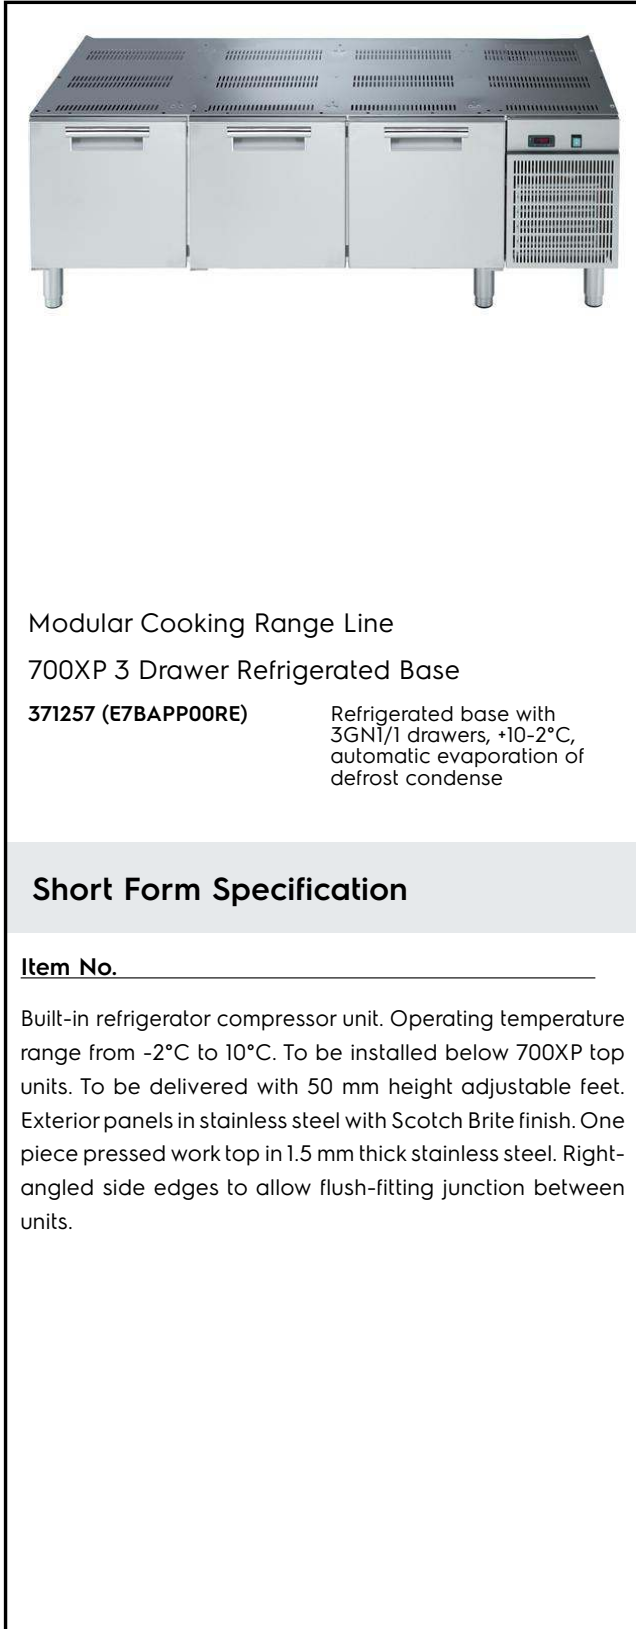 Modular Cooking Range Line
700XP 3 Drawer Refrigerated Base
371257 (E7BAPP00RE)
Refrigerated base with
3GN1/1 drawers, +10-2°C,
automatic evaporation of
defrost condense
Short Form Specification
Item No.
Built-in refrigerator compressor unit. Operating temperature
range from -2°C to 10°C. To be installed below 700XP top
units. To be delivered with 50 mm height adjustable feet.
Exterior panels in stainless steel with Scotch Brite finish. One
piece pressed work top in 1.5 mm thick stainless steel. Right-
angled side edges to allow flush-fitting junction between
units.